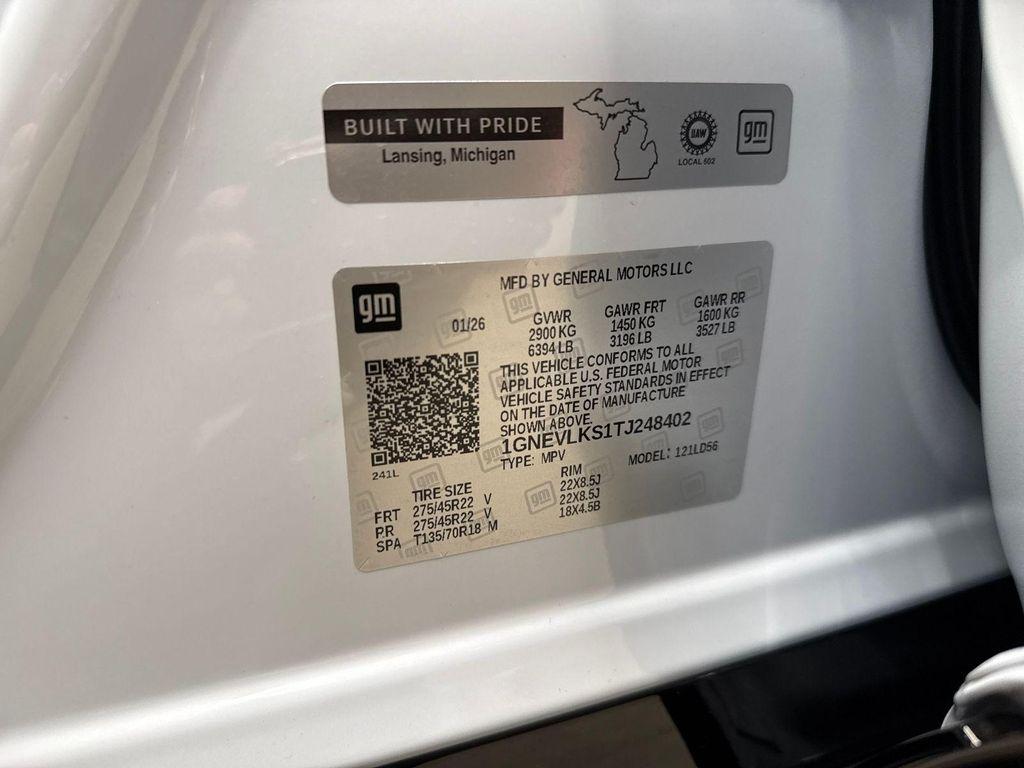 BUILT WITH PRIDE
Lansing, Michigan
UAW
LOCAL 602
gm
gm
MFD BY GENERAL MOTORS LLC
01/26
GVWR GAWR FRT GAWR RR
2900 KG 1450 KG 1600 KG
6394 LB 3196 LB 3527 LB
THIS VEHICLE CONFORMS TO ALL
APPLICABLE U.S. FEDERAL MOTOR
VEHICLE SAFETY STANDARDS IN EFFECT
ON THE DATE OF MANUFACTURE
SHOWN ABOVE
1GNEVLKS1TJ248402
TYPE: MPV MODEL: 121LD56
241L
TIRE SIZE RIM
FRT 275/45R22 V 22X8.5J
RR 275/45R22 V 22X8.5J
SPA T135/70R18 M 18X4.5B